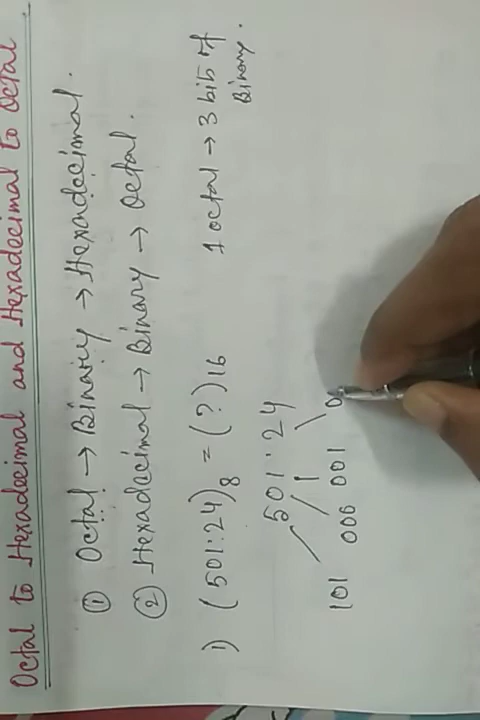 Octal to Hexadecimal and Hexadecimal to Octal
① Octal → Binary → Hexadecimal.
② Hexadecimal → Binary → Octal.
1) (501.24)8 = (?)16 1 octal → 3 bit of Binary.
501.24
101 000 001 0